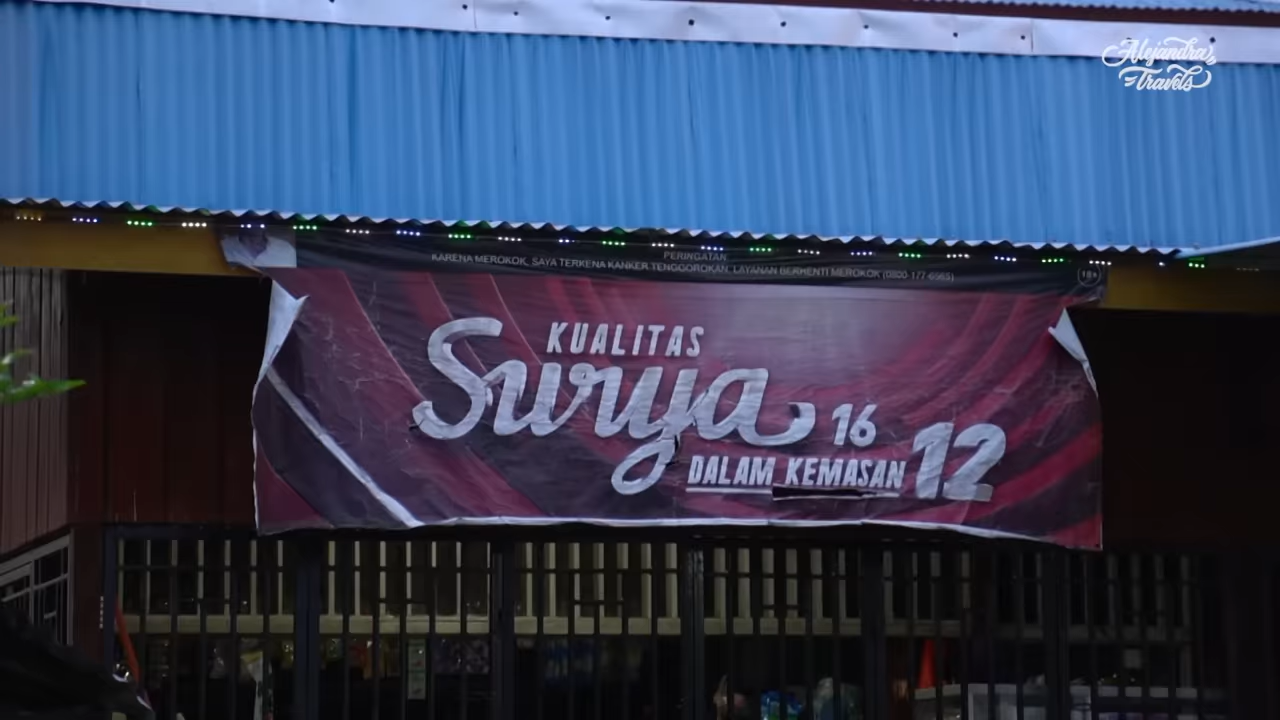 Alejandra's
Travels
PERINGATAN
KARENA MEROKOK, SAYA TERKENA KANKER TENGGOROKAN. LAYANAN BERHENTI MEROKOK (0800-177-6565)
18+
KUALITAS
Surya 16
DALAM KEMASAN 12